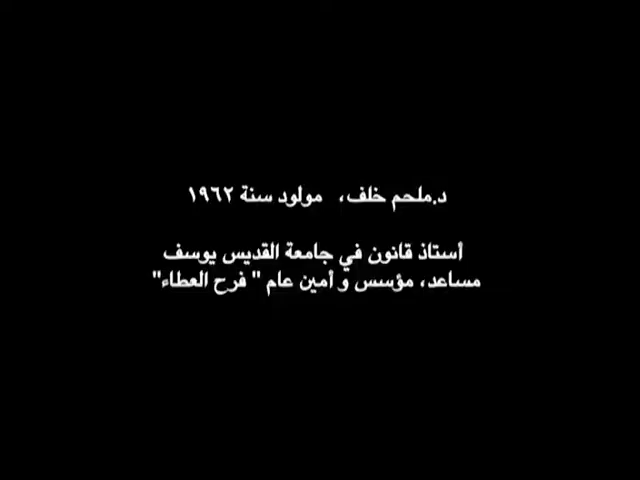 د.ملحم خلف، مولود سنة ١٩٦٢
أستاذ قانون في جامعة القديس يوسف
مساعد، مؤسس و أمين عام " فرح العطاء"